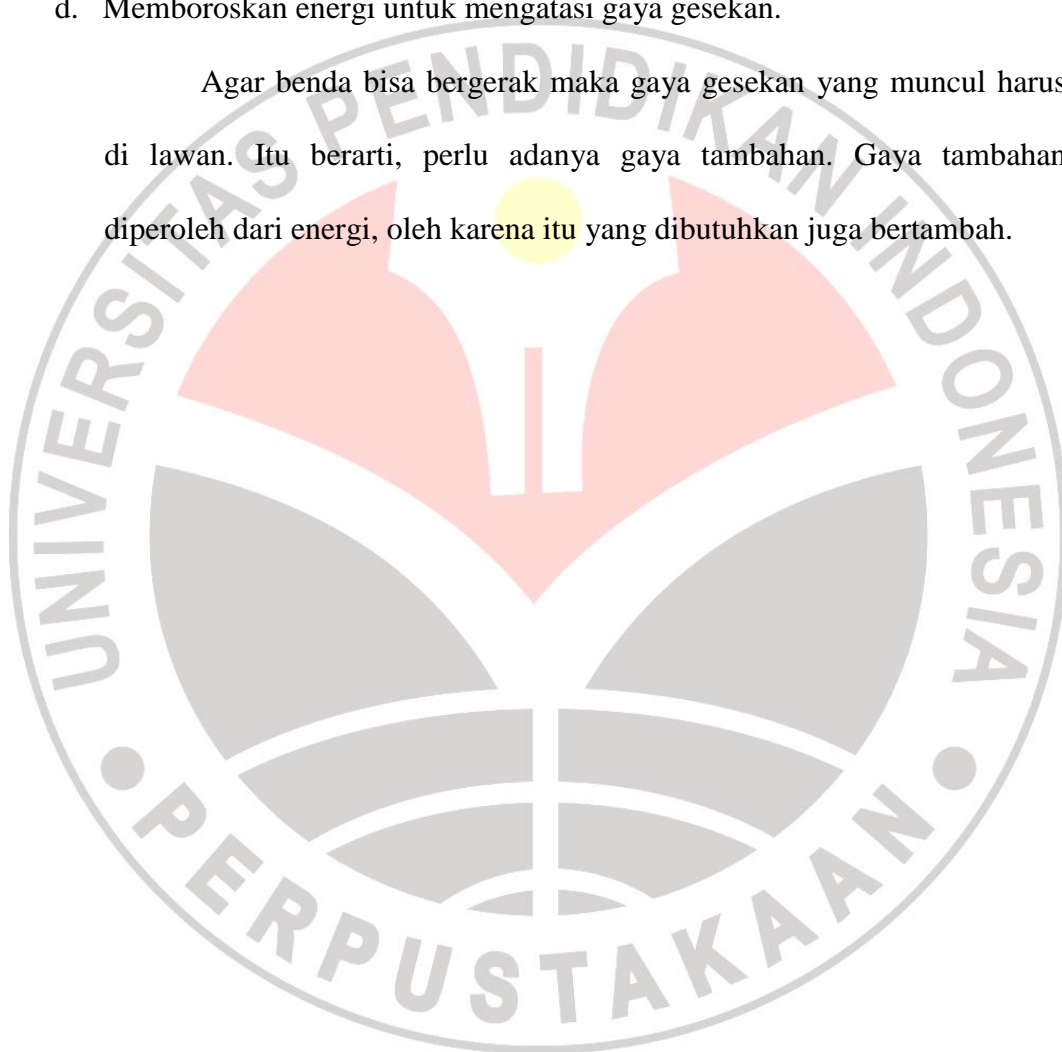 d. Memboroskan energi untuk mengatasi gaya gesekan.
Agar benda bisa bergerak maka gaya gesekan yang muncul harus
di lawan. Itu berarti, perlu adanya gaya tambahan. Gaya tambahan
diperoleh dari energi, oleh karena itu yang dibutuhkan juga bertambah.
UNIVERSITAS PENDIDIKAN INDONESIA
PERPUSTAKAAN